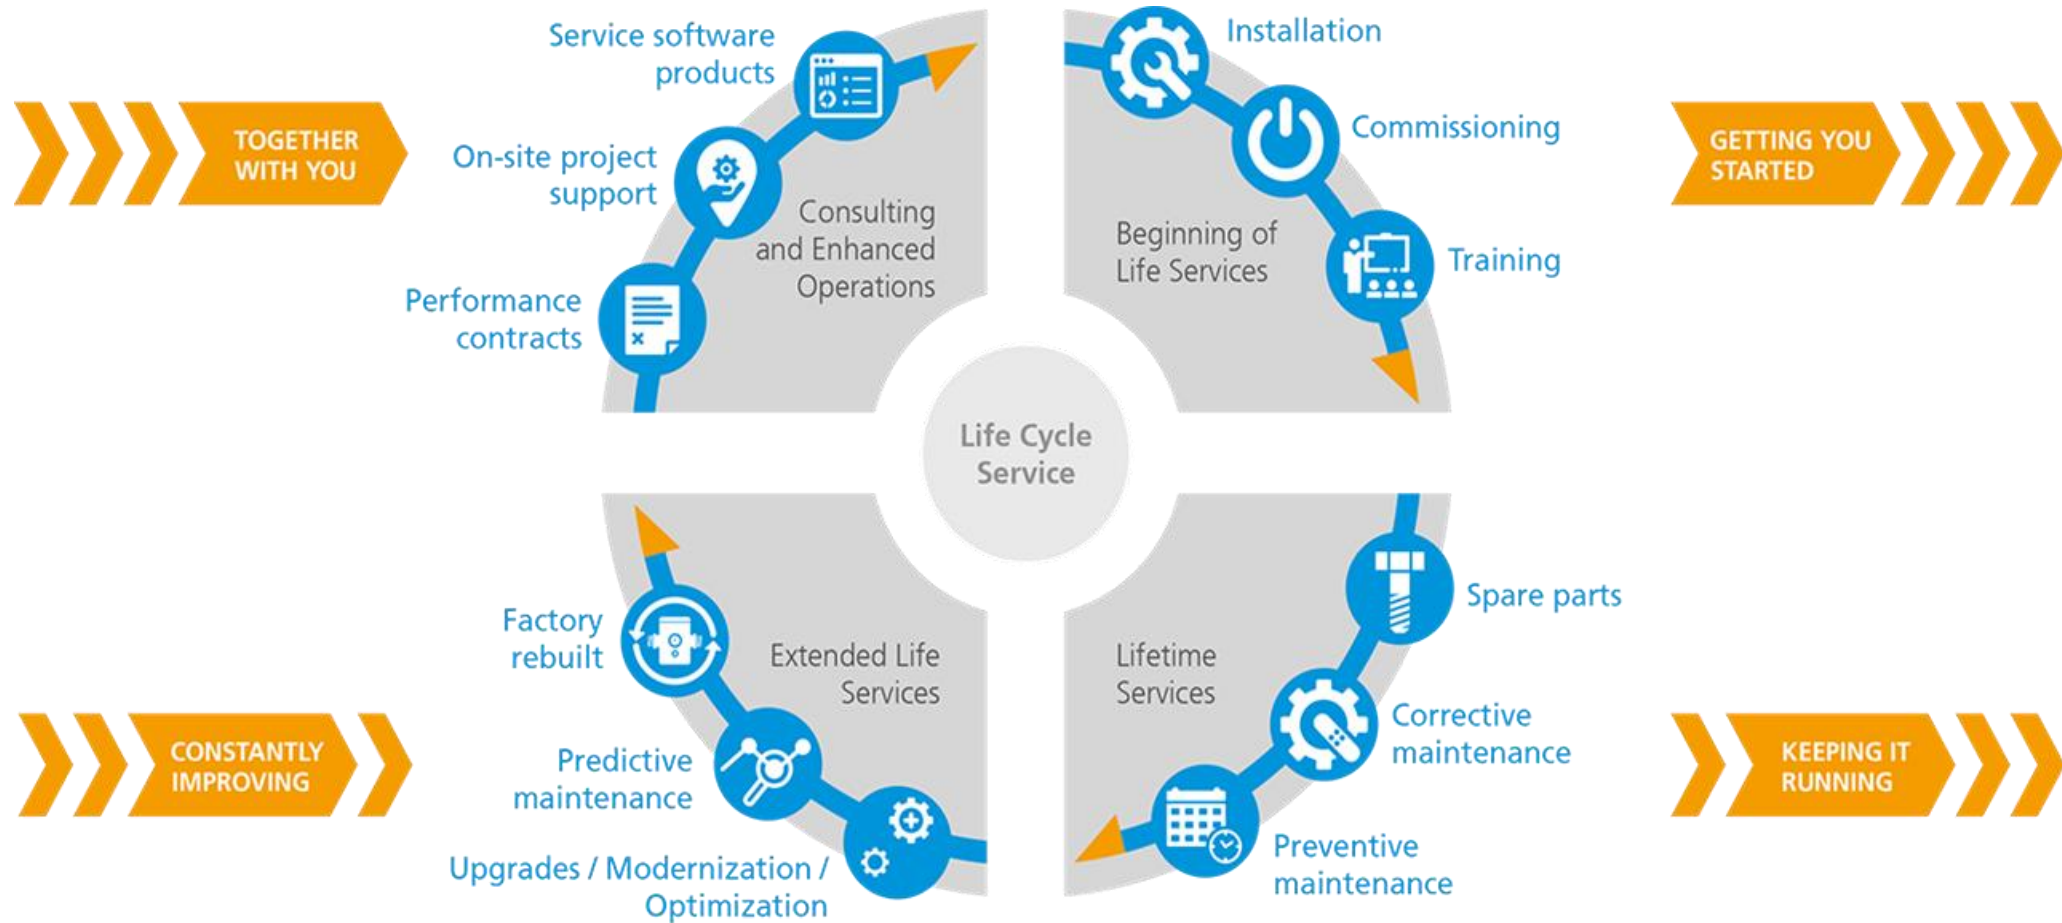 Service software
products
On-site project
support
Performance
contracts
TOGETHER
WITH YOU
Consulting
and Enhanced
Operations
Installation
Commissioning
Training
Beginning of
Life Services
GETTING YOU
STARTED
Life Cycle
Service
Spare parts
Corrective
maintenance
Preventive
maintenance
Lifetime
Services
KEEPING IT
RUNNING
Factory
rebuilt
Predictive
maintenance
Upgrades / Modernization /
Optimization
Extended Life
Services
CONSTANTLY
IMPROVING